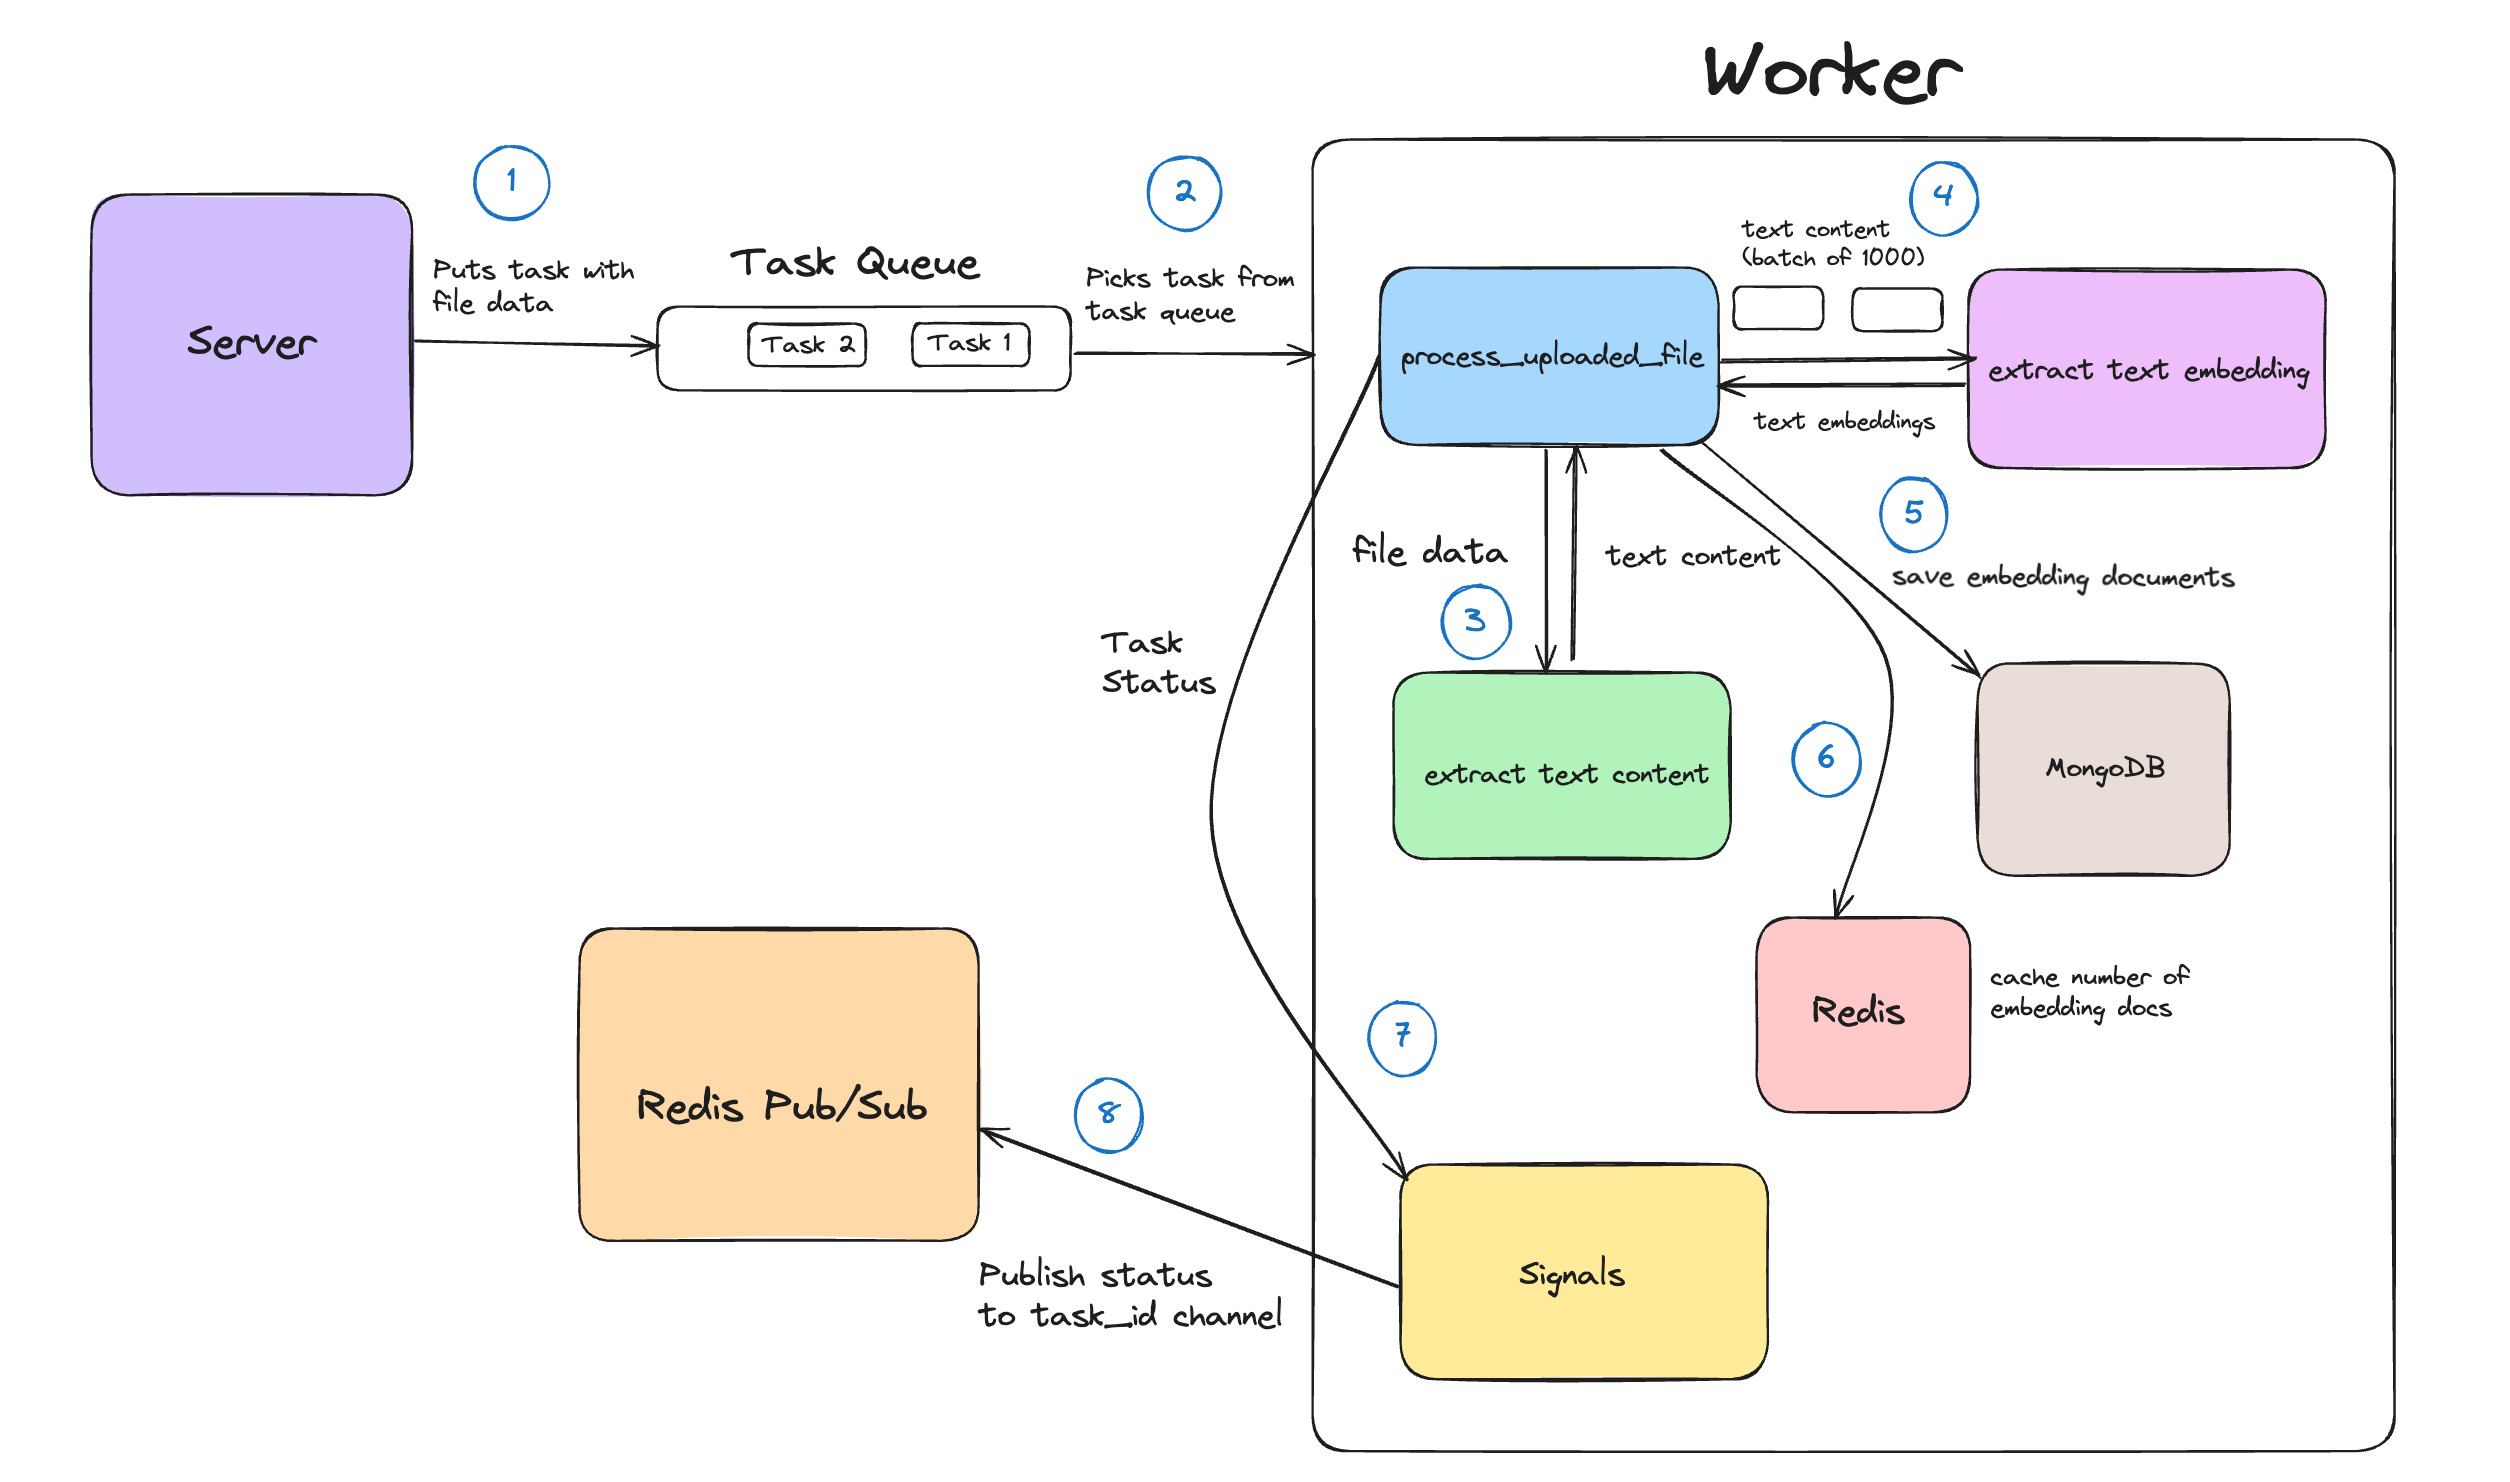 Worker
1
2
4
text content
(batch of 1000)
Puts task with
file data
Task Queue
Picks task from
task queue
Server
Task 2
Task 1
process_uploaded_file
extract text embedding
text embeddings
5
file data
text content
save embedding documents
3
Task
Status
6
extract text content
MongoDB
cache number of
embedding docs
Redis
7
8
Redis Pub/Sub
Publish status
to task_id channel
Signals